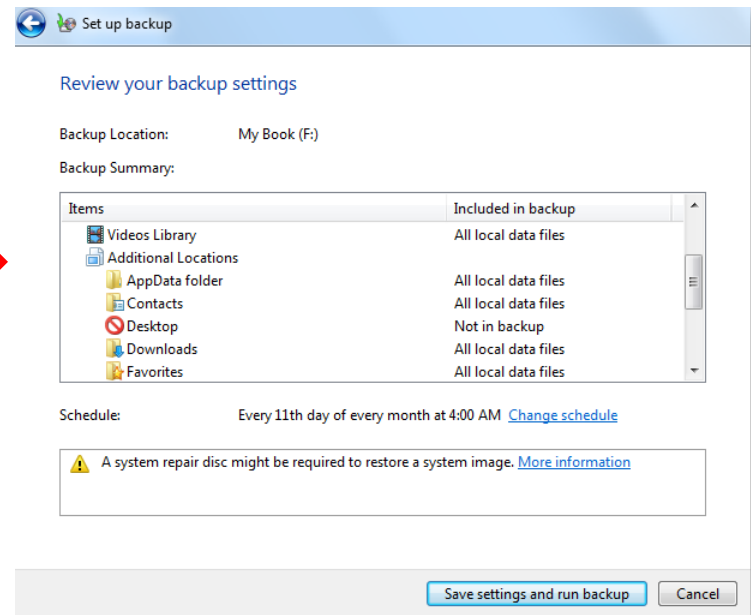 Set up backup
Review your backup settings
Backup Location: My Book (F:)
Backup Summary:
Items Included in backup
Videos Library All local data files
Additional Locations
AppData folder All local data files
Contacts All local data files
Desktop Not in backup
Downloads All local data files
Favorites All local data files
Schedule: Every 11th day of every month at 4:00 AM Change schedule
A system repair disc might be required to restore a system image. More information
Save settings and run backup Cancel